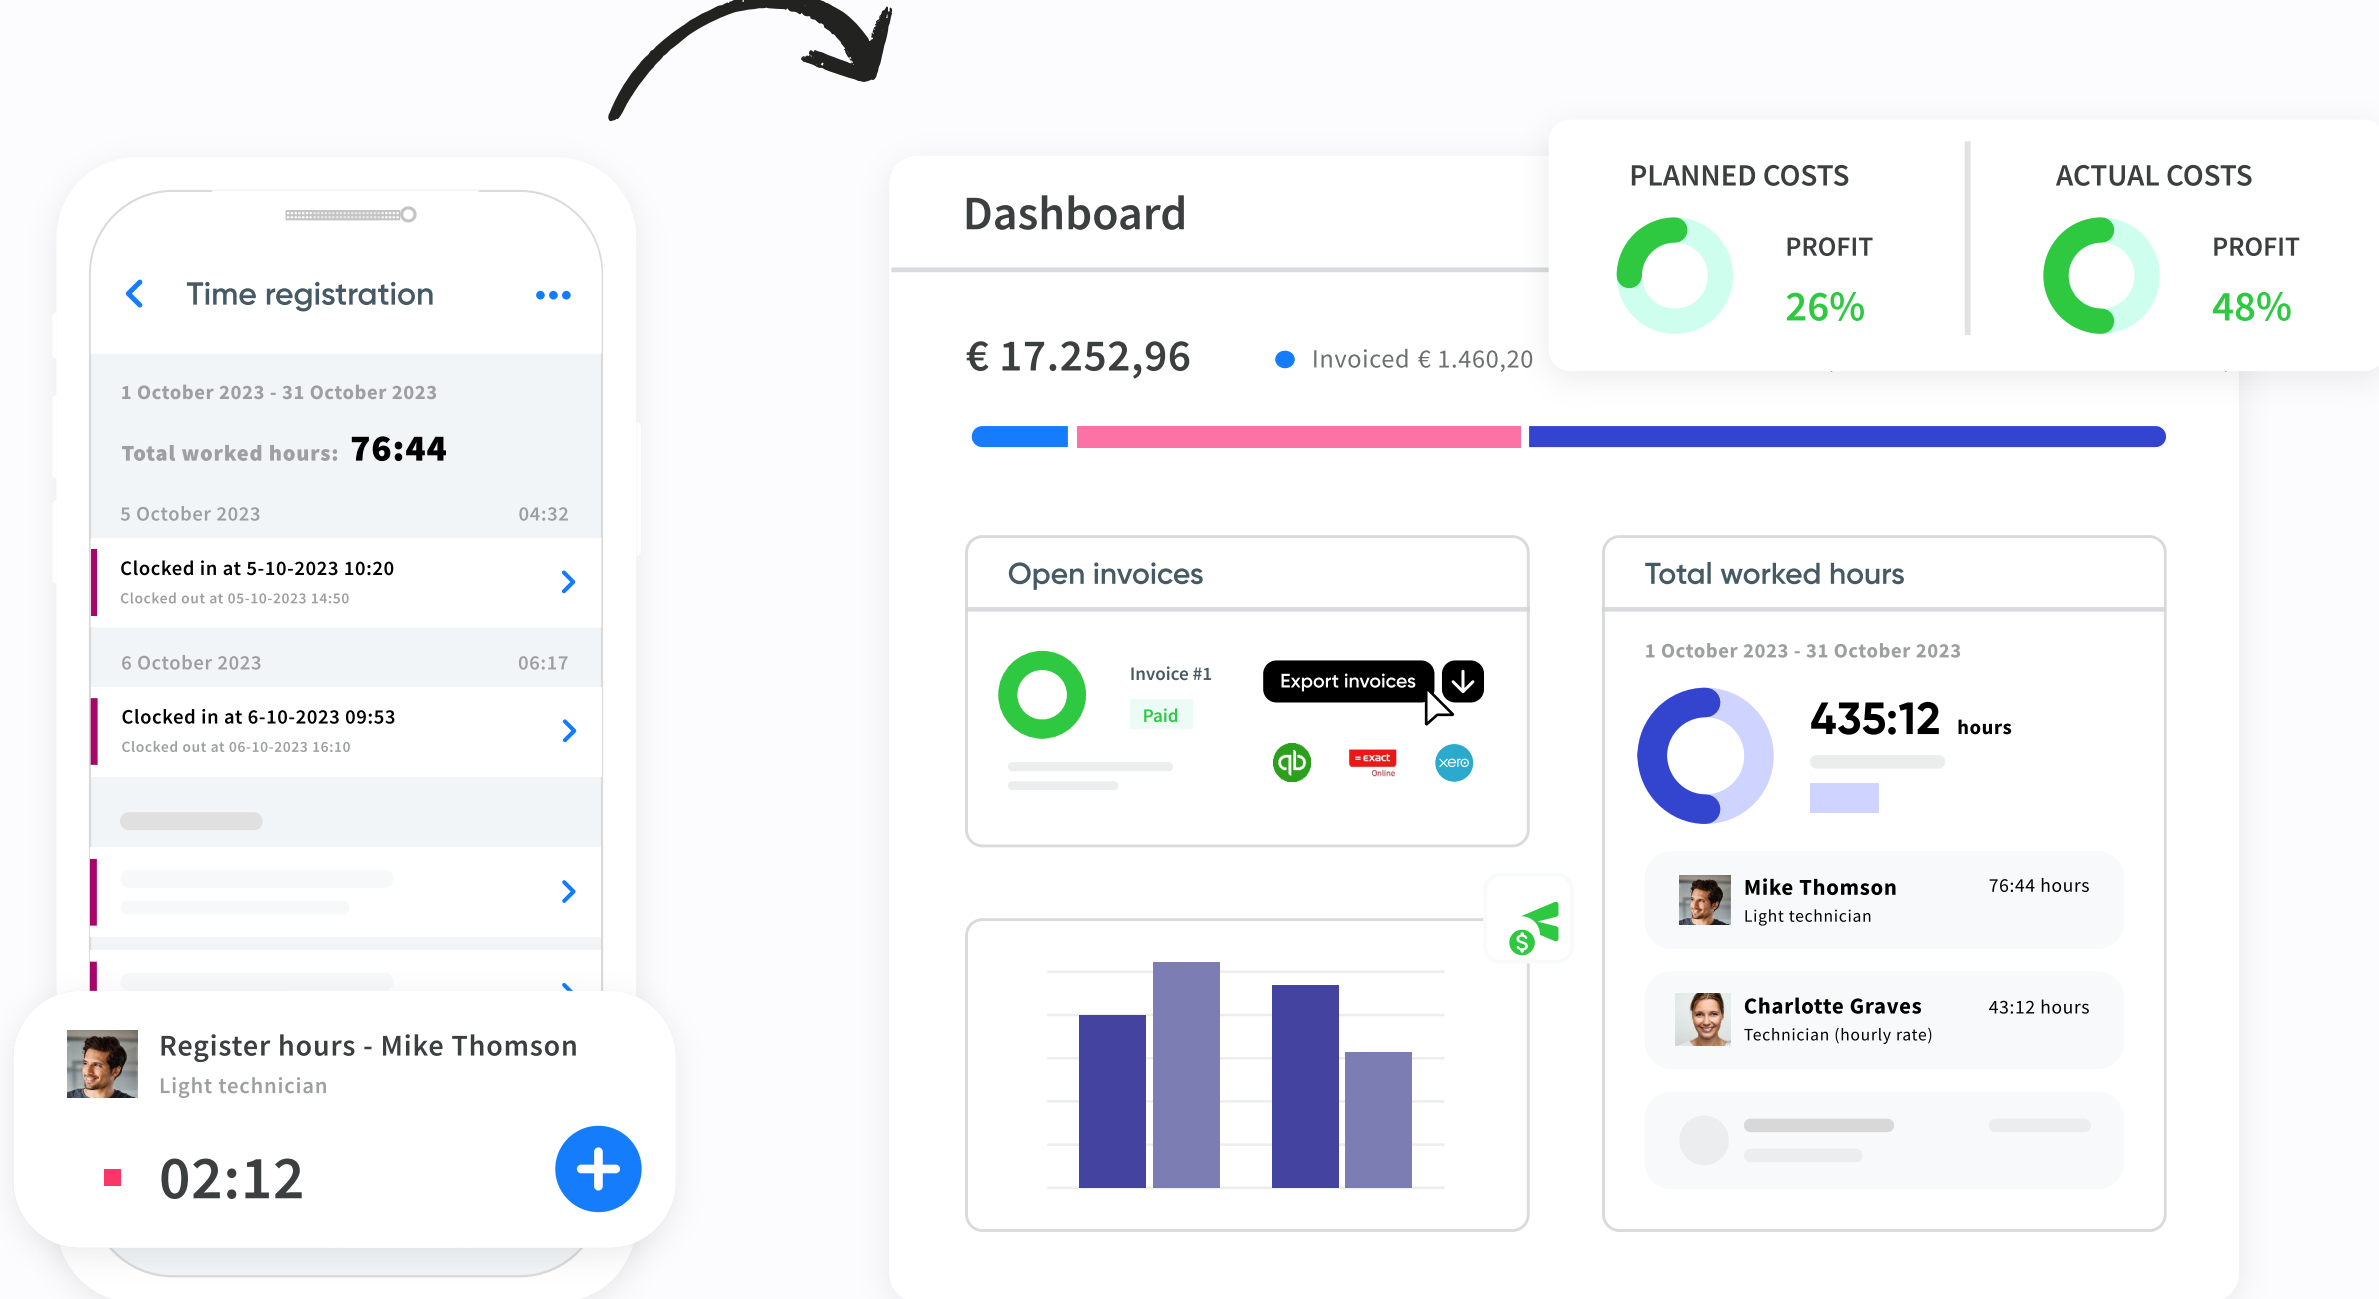 Time registration
1 October 2023 - 31 October 2023
Total worked hours: 76:44
5 October 2023 04:32
Clocked in at 5-10-2023 10:20
Clocked out at 05-10-2023 14:50
6 October 2023 06:17
Clocked in at 6-10-2023 09:53
Clocked out at 06-10-2023 16:10
Register hours - Mike Thomson
Light technician
02:12
Dashboard
€ 17.252,96
Invoiced € 1.460,20
PLANNED COSTS
PROFIT
26%
ACTUAL COSTS
PROFIT
48%
Open invoices
Invoice #1
Paid
Export invoices
qb
=exact
Online
xero
$
Total worked hours
1 October 2023 - 31 October 2023
435:12 hours
Mike Thomson 76:44 hours
Light technician
Charlotte Graves 43:12 hours
Technician (hourly rate)